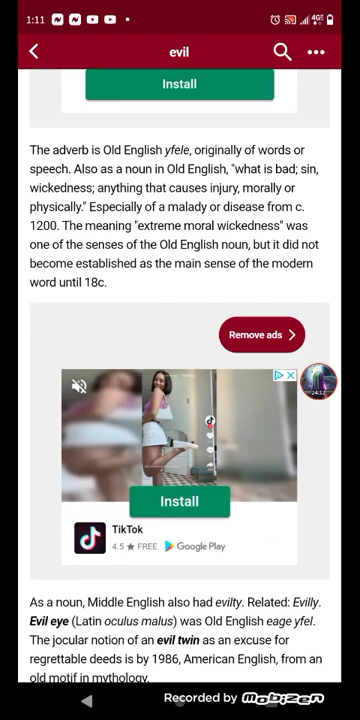 1:11
4G
evil
Install
The adverb is Old English yfele, originally of words or
speech. Also as a noun in Old English, "what is bad; sin,
wickedness; anything that causes injury, morally or
physically." Especially of a malady or disease from c.
1200. The meaning "extreme moral wickedness" was
one of the senses of the Old English noun, but it did not
become established as the main sense of the modern
word until 18c.
Remove ads
24:12
Install
TikTok
4.5 ★ FREE Google Play
As a noun, Middle English also had evilty. Related: Evilly.
Evil eye (Latin oculus malus) was Old English eage yfel.
The jocular notion of an evil twin as an excuse for
regrettable deeds is by 1986, American English, from an
old motif in mythology.
Recorded by Mobizen